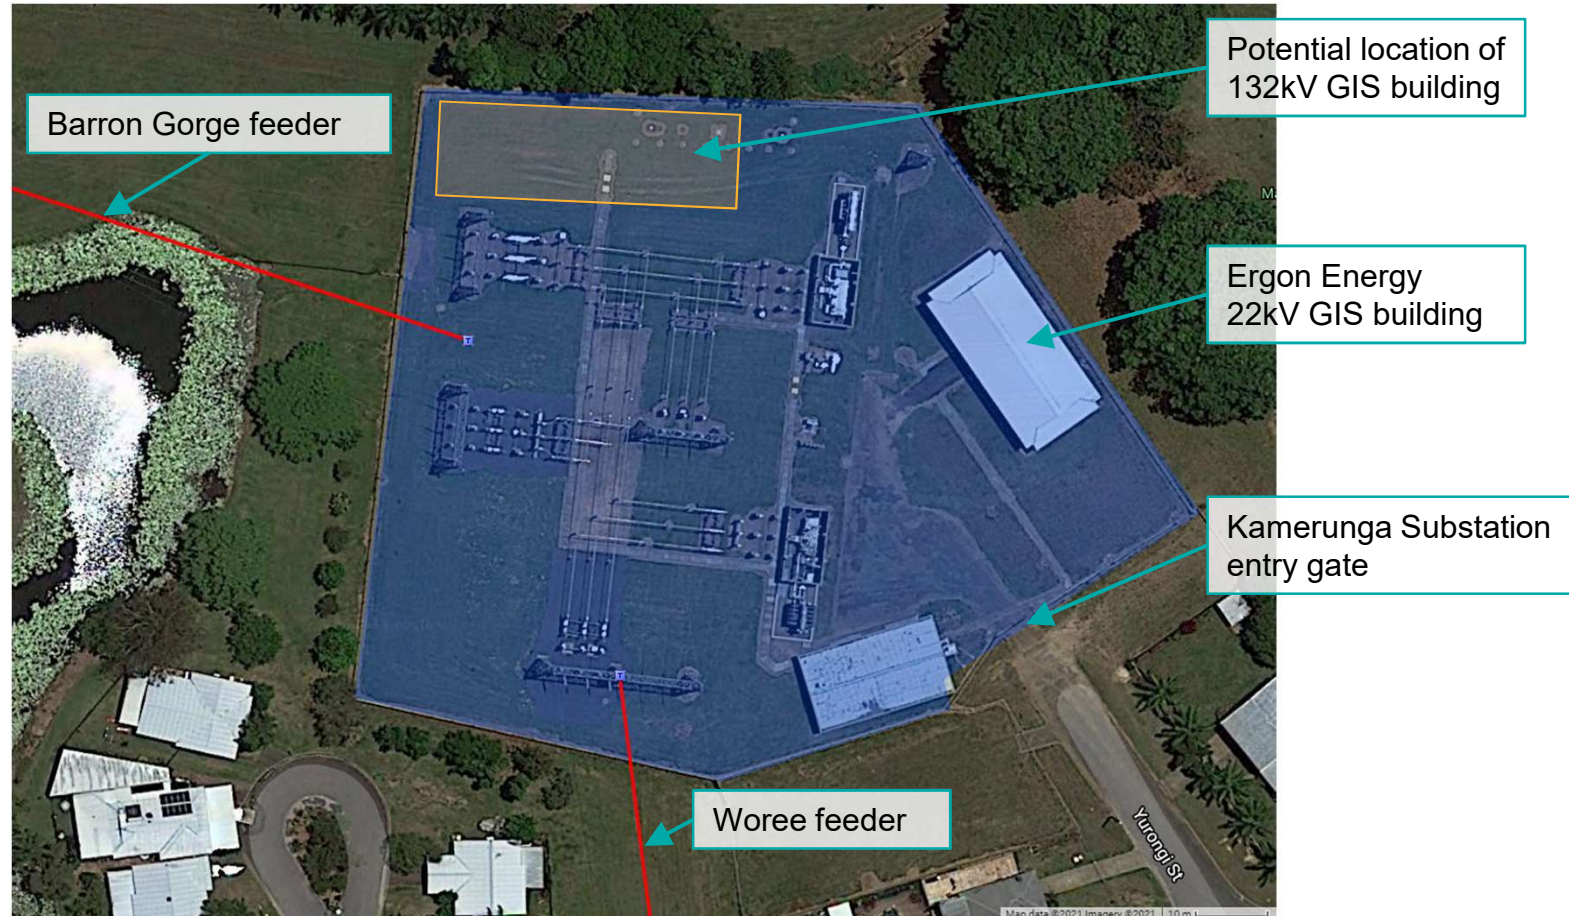 Potential location of
132kV GIS building
Barron Gorge feeder
Ma
Ergon Energy
22kV GIS building
T
Kamerunga Substation
entry gate
T
Woree feeder
Yurongi St
Map data ©2021 Imagery ©2021
10 m